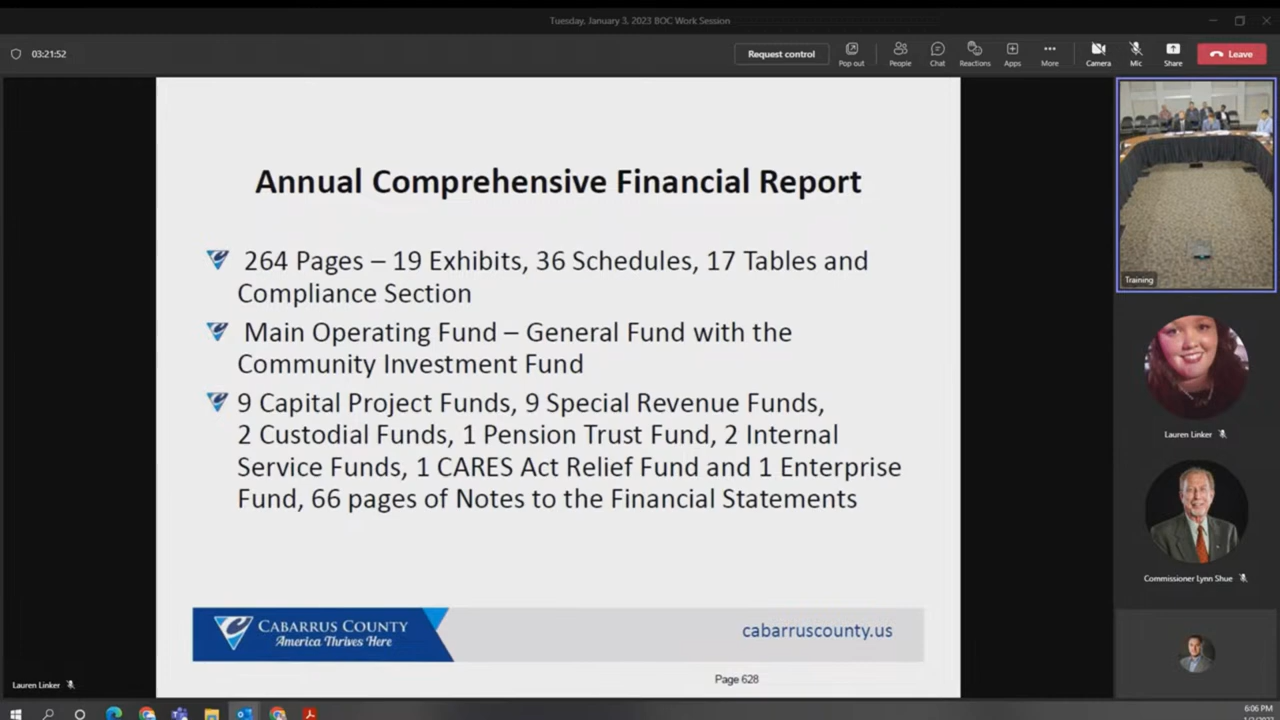 Tuesday, January 3, 2023 BOC Work Session
03:21:52
Request control
Pop out
People
Chat
Reactions
Apps
More
Camera
Mic
Share
Leave
Annual Comprehensive Financial Report
264 Pages – 19 Exhibits, 36 Schedules, 17 Tables and
Compliance Section
Main Operating Fund – General Fund with the
Community Investment Fund
9 Capital Project Funds, 9 Special Revenue Funds,
2 Custodial Funds, 1 Pension Trust Fund, 2 Internal
Service Funds, 1 CARES Act Relief Fund and 1 Enterprise
Fund, 66 pages of Notes to the Financial Statements
CABARRUS COUNTY
America Thrives Here
cabarruscounty.us
Page 628
Training
Lauren Linker
Commissioner Lynn Shue
Lauren Linker
6:06 PM